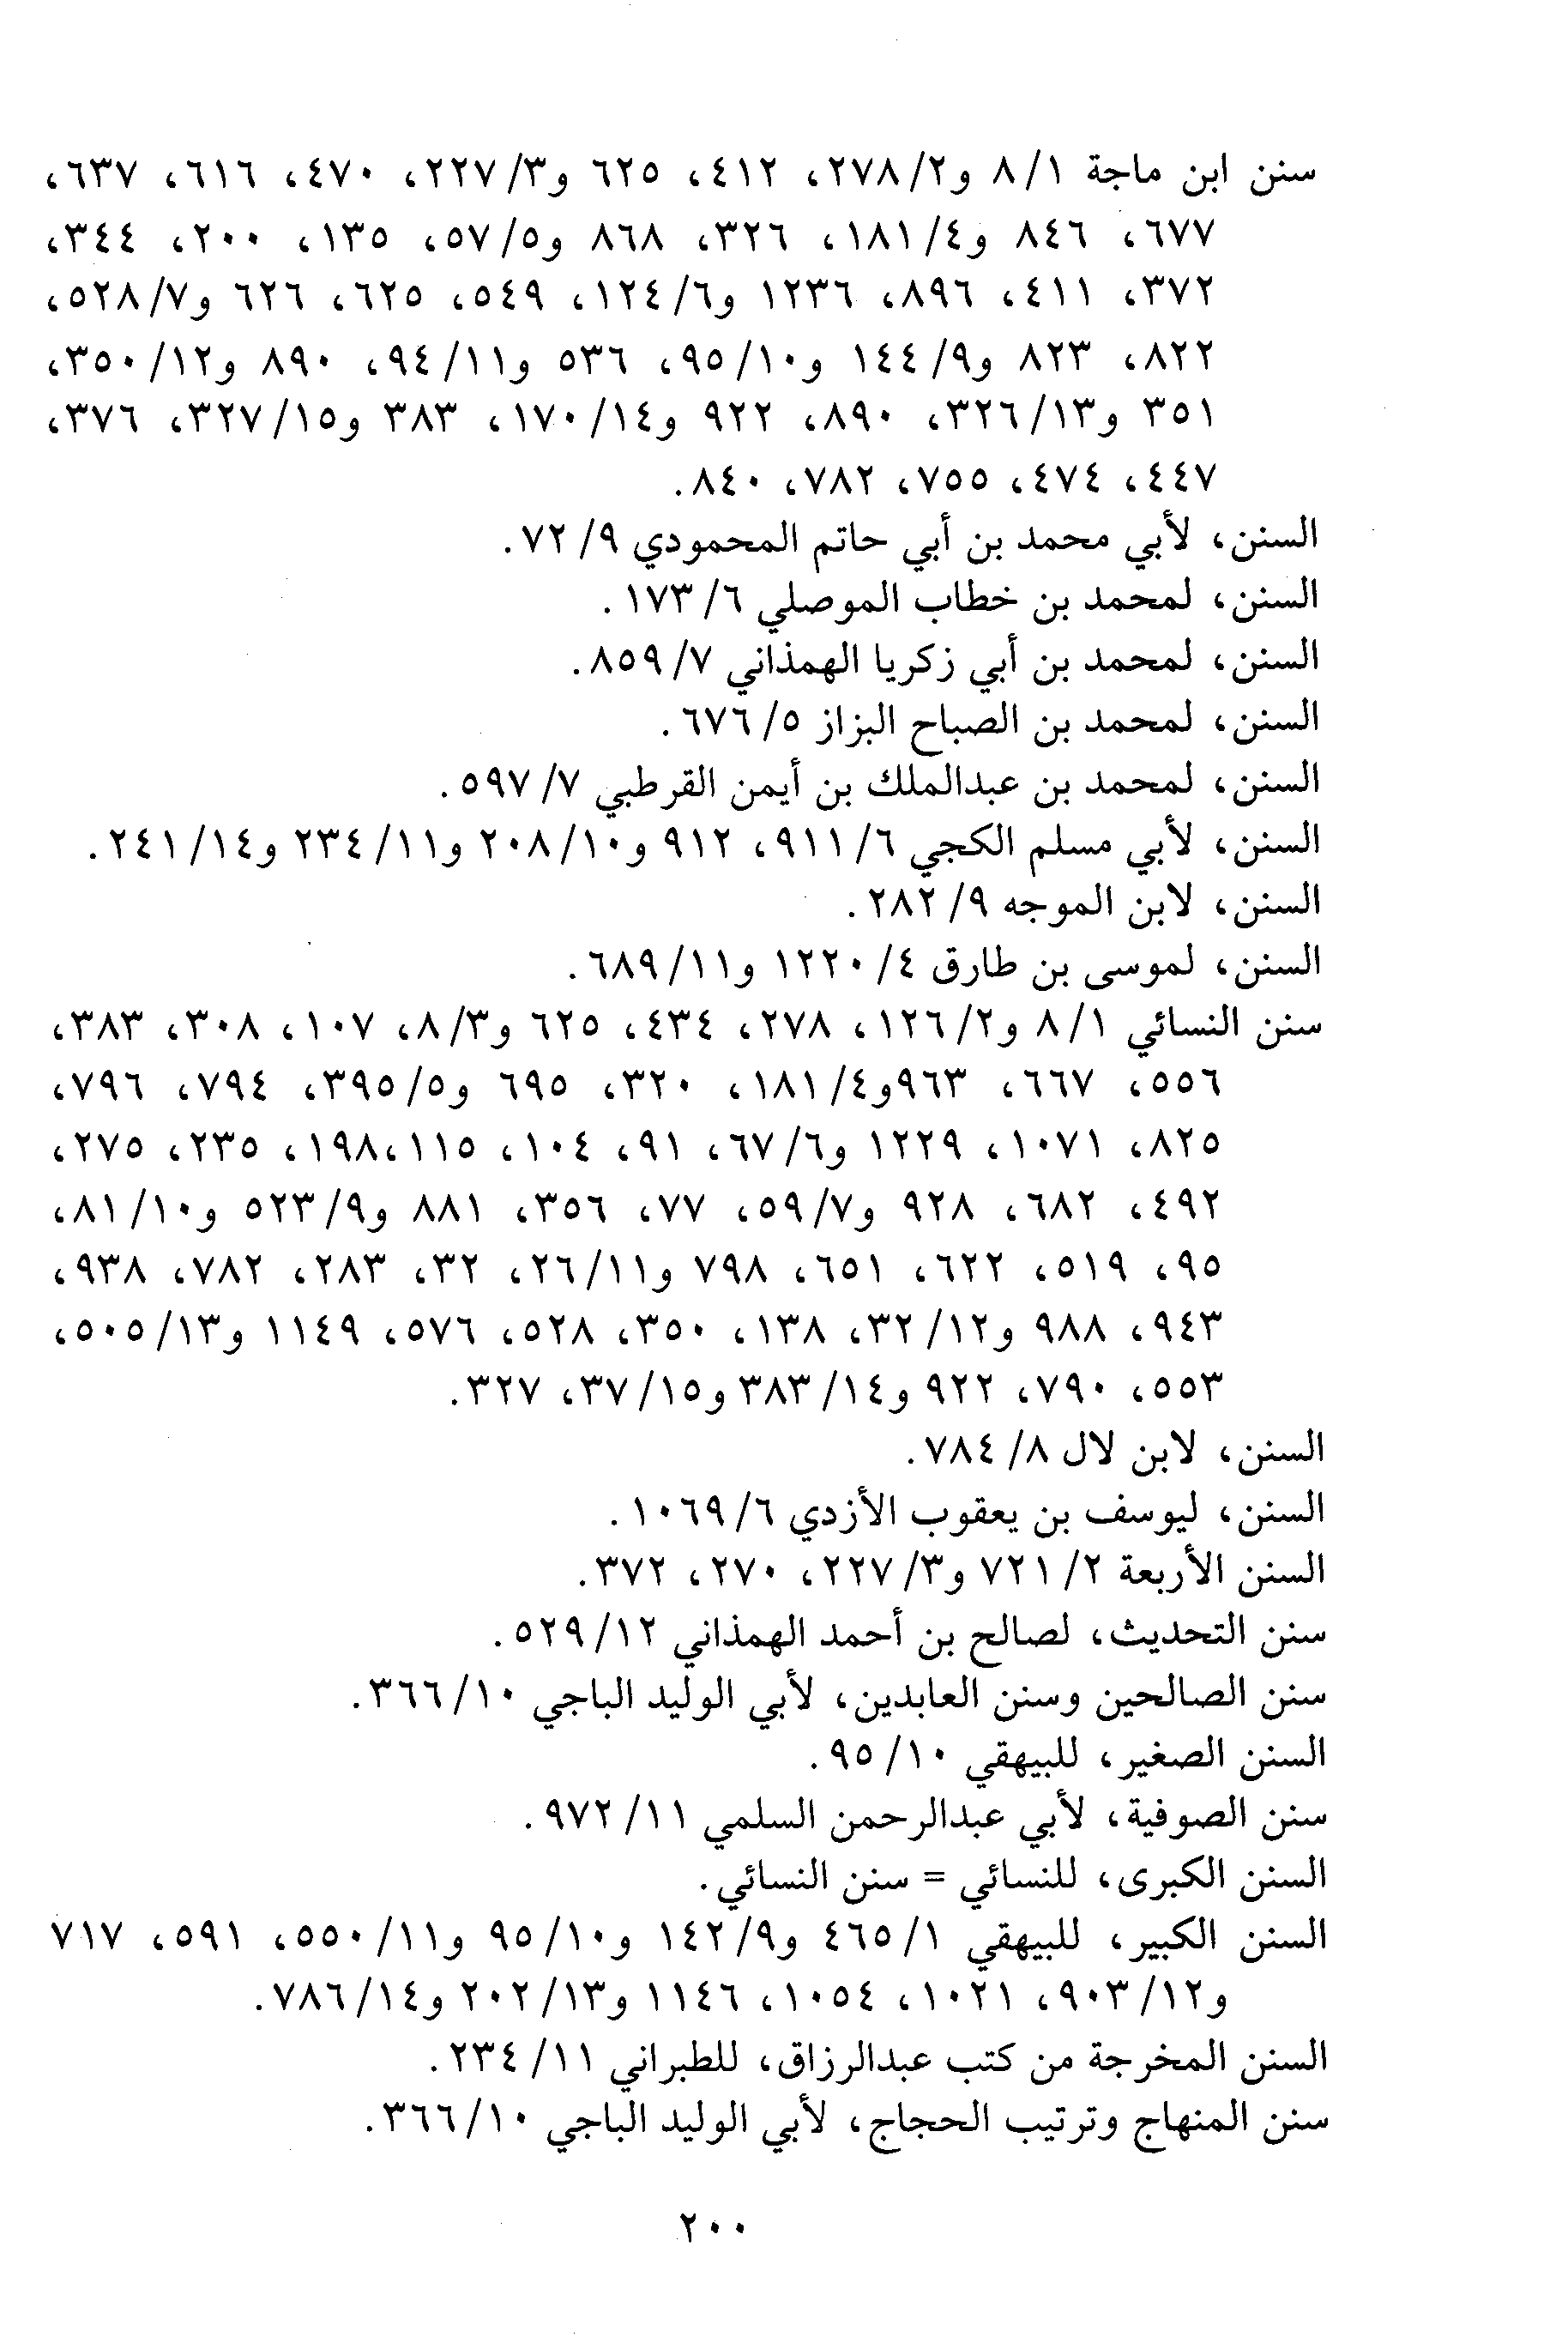 سنن ابن ماجة ١/ ٨ و٢/ ٢٧٨، ٤١٢، ٦٢٥ و٣/ ٢٢٧، ٤٧٠، ٦١٦، ٦٣٧،
٦٧٧، ٨٤٦ و٤/ ١٨١، ٣٢٦، ٨٦٨ و٥/ ٥٧، ١٣٥، ٢٠٠، ٣٤٤،
٣٧٢، ٤١١، ٨٩٦، ١٢٣٦ و٦/ ١٢٤، ٥٤٩، ٦٢٥، ٦٢٦ و٧/ ٥٢٨،
٨٢٢، ٨٢٣ و٩/ ١٤٤ و١٠/ ٩٥، ٥٣٦ و١١/ ٩٤، ٨٩٠ و١٢/ ٣٥٠،
٣٥١ و١٣/ ٣٢٦، ٨٩٠، ٩٢٢ و١٤/ ١٧٠، ٣٨٣ و١٥/ ٣٢٧، ٣٧٦،
٤٤٧، ٤٧٤، ٧٥٥، ٧٨٢، ٨٤٠.
السنن، لأبي محمد بن أبي حاتم المحمودي ٩/ ٧٢.
السنن، لمحمد بن خطاب الموصلي ٦/ ١٧٣.
السنن، لمحمد بن أبي زكريا الهمذاني ٧/ ٨٥٩.
السنن، لمحمد بن الصباح البزاز ٥/ ٦٧٦.
السنن، لمحمد بن عبدالملك بن أيمن القرطبي ٧/ ٥٩٧.
السنن، لأبي مسلم الكجي ٦/ ٩١١، ٩١٢ و١٠/ ٢٠٨ و١١/ ٢٣٤ و١٤/ ٢٤١.
السنن، لابن الموجه ٩/ ٢٨٢.
السنن، لموسى بن طارق ٤/ ١٢٢٠ و١١/ ٦٨٩.
سنن النسائي ١/ ٨ و٢/ ١٢٦، ٢٧٨، ٤٣٤، ٦٢٥ و٣/ ٨، ١٠٧، ٣٠٨، ٣٨٣،
٥٥٦، ٦٦٧، ٩٦٣و٤/ ١٨١، ٣٢٠، ٦٩٥ و٥/ ٣٩٥، ٧٩٤، ٧٩٦،
٨٢٥، ١٠٧١، ١٢٢٩ و٦/ ٦٧، ٩١، ١٠٤، ١١٥،١٩٨، ٢٣٥، ٢٧٥،
٤٩٢، ٦٨٢، ٩٢٨ و٧/ ٥٩، ٧٧، ٣٥٦، ٨٨١ و٩/ ٥٢٣ و١٠/ ٨١،
٩٥، ٥١٩، ٦٢٢، ٦٥١، ٧٩٨ و١١/ ٢٦، ٣٢، ٢٨٣، ٧٨٢، ٩٣٨،
٩٤٣، ٩٨٨ و١٢/ ٣٢، ١٣٨، ٣٥٠، ٥٢٨، ٥٧٦، ١١٤٩ و١٣/ ٥٠٥،
٥٥٣، ٧٩٠، ٩٢٢ و١٤/ ٣٨٣ و١٥/ ٣٧، ٣٢٧.
السنن، لابن لال ٨/ ٧٨٤.
السنن، ليوسف بن يعقوب الأزدي ٦/ ١٠٦٩.
السنن الأربعة ٢/ ٧٢١ و٣/ ٢٢٧، ٢٧٠، ٣٧٢.
سنن التحديث، لصالح بن أحمد الهمذاني ١٢/ ٥٢٩.
سنن الصالحين وسنن العابدين، لأبي الوليد الباجي ١٠/ ٣٦٦.
السنن الصغير، للبيهقي ١٠/ ٩٥.
سنن الصوفية، لأبي عبدالرحمن السلمي ١١/ ٩٧٢.
السنن الكبرى، للنسائي = سنن النسائي.
السنن الكبير، للبيهقي ١/ ٤٦٥ و٩/ ١٤٢ و١٠/ ٩٥ و١١/ ٥٥٠، ٥٩١، ٧١٧
و١٢/ ٩٠٣، ١٠٢١، ١٠٥٤، ١١٤٦ و١٣/ ٢٠٢ و١٤/ ٧٨٦.
السنن المخرجة من كتب عبدالرزاق، للطبراني ١١/ ٢٣٤.
سنن المنهاج وترتيب الحجاج، لأبي الوليد الباجي ١٠/ ٣٦٦.
٢٠٠